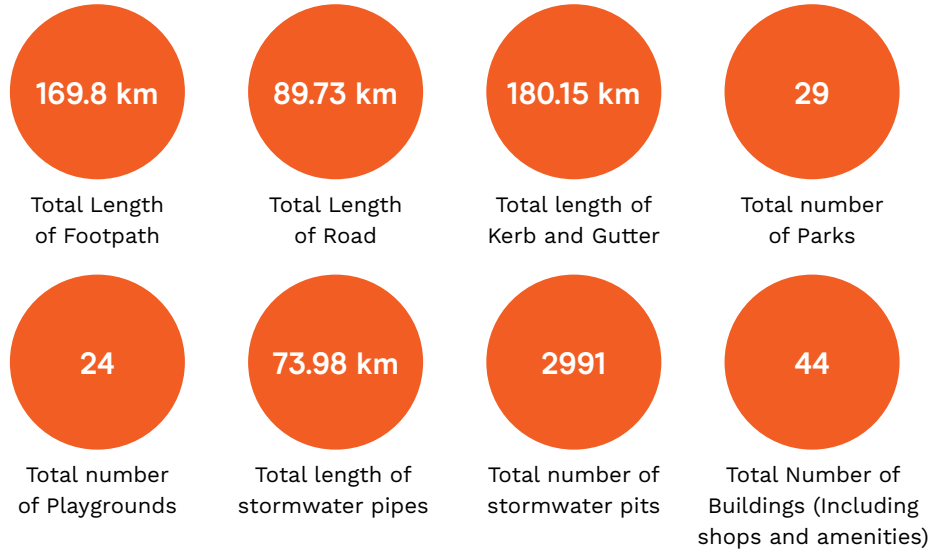 169.8 km
Total Length
of Footpath
89.73 km
Total Length
of Road
180.15 km
Total length of
Kerb and Gutter
29
Total number
of Parks
24
Total number
of Playgrounds
73.98 km
Total length of
stormwater pipes
2991
Total number of
stormwater pits
44
Total Number of
Buildings (Including
shops and amenities)